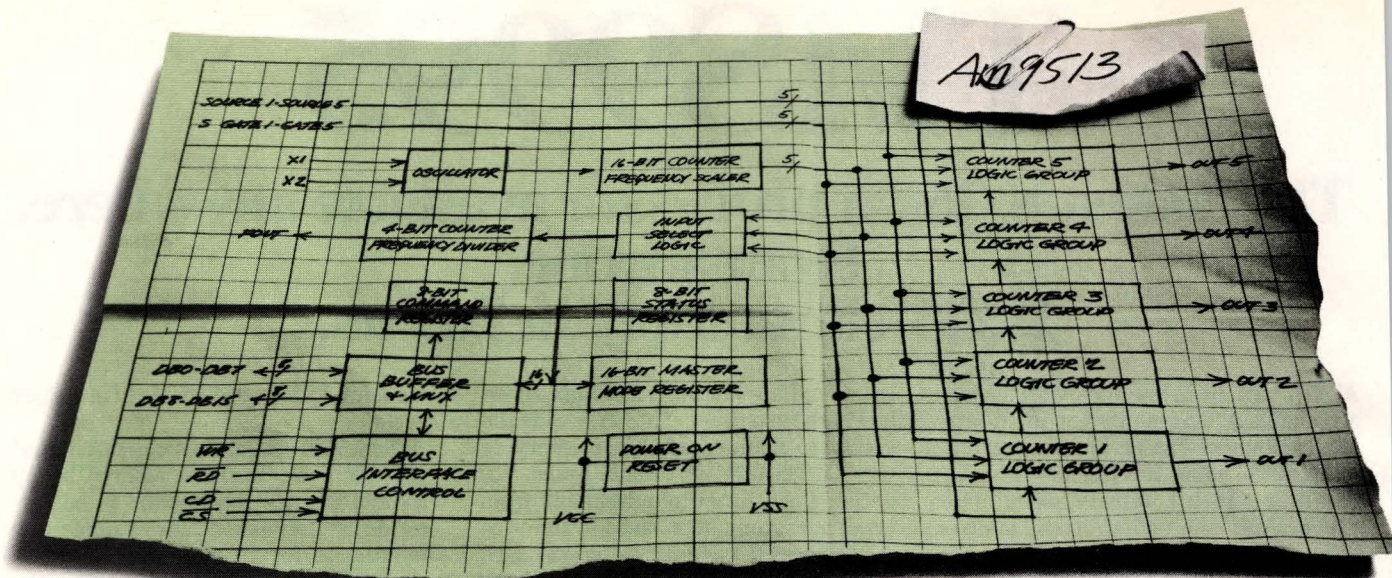 Am9513
SOURCE 1-SOURCE 5
5/
S GATE 1-GATE 5
5/
X1
X2
OSCILLATOR
16-BIT COUNTER
FREQUENCY SCALER
5/
COUNTER 5
LOGIC GROUP
OUT-5
FOUT
4-BIT COUNTER
FREQUENCY DIVIDER
INPUT
SELECT
LOGIC
COUNTER 4
LOGIC GROUP
OUT 4
8-BIT
COMMAND
REGISTER
8-BIT
STATUS
REGISTER
COUNTER 3
LOGIC GROUP
OUT-3
DB0-DB7
8/
DB8-DB15
8/
BUS
BUFFER
& MUX
16/
16-BIT MASTER
MODE REGISTER
COUNTER 2
LOGIC GROUP
OUT-2
WR
RD
CD
CS
BUS
INTERFACE
CONTROL
POWER ON
RESET
VCC
VSS
COUNTER 1
LOGIC GROUP
OUT 1